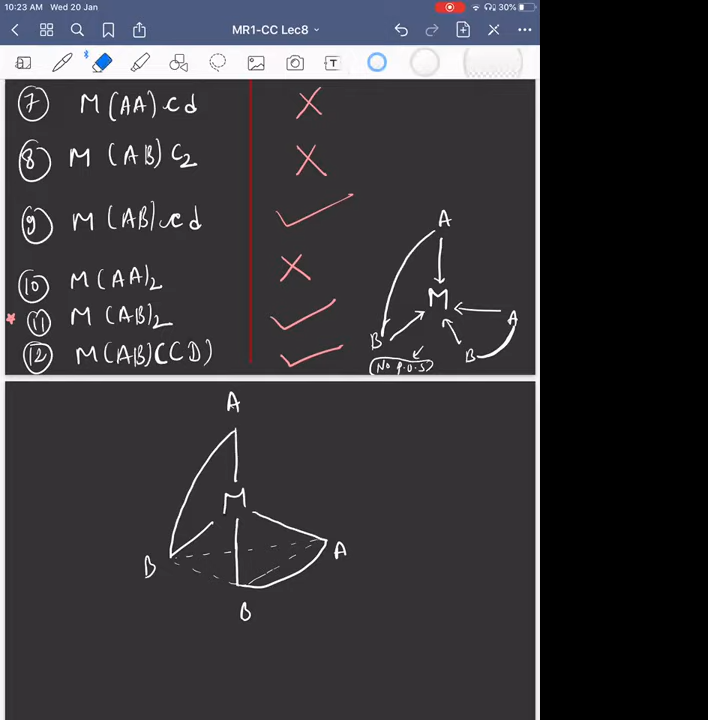 10:23 AM Wed 20 Jan
30%
MR1-CC Lec8
T
7 M(AA)cd
8 M(AB)C2
9 M(AB)cd
10 M(AA)2
* 11 M(AB)2
12 M(AB)(CD)
A
M
A
B
B
(No P.O.S)
A
M
B
A
B